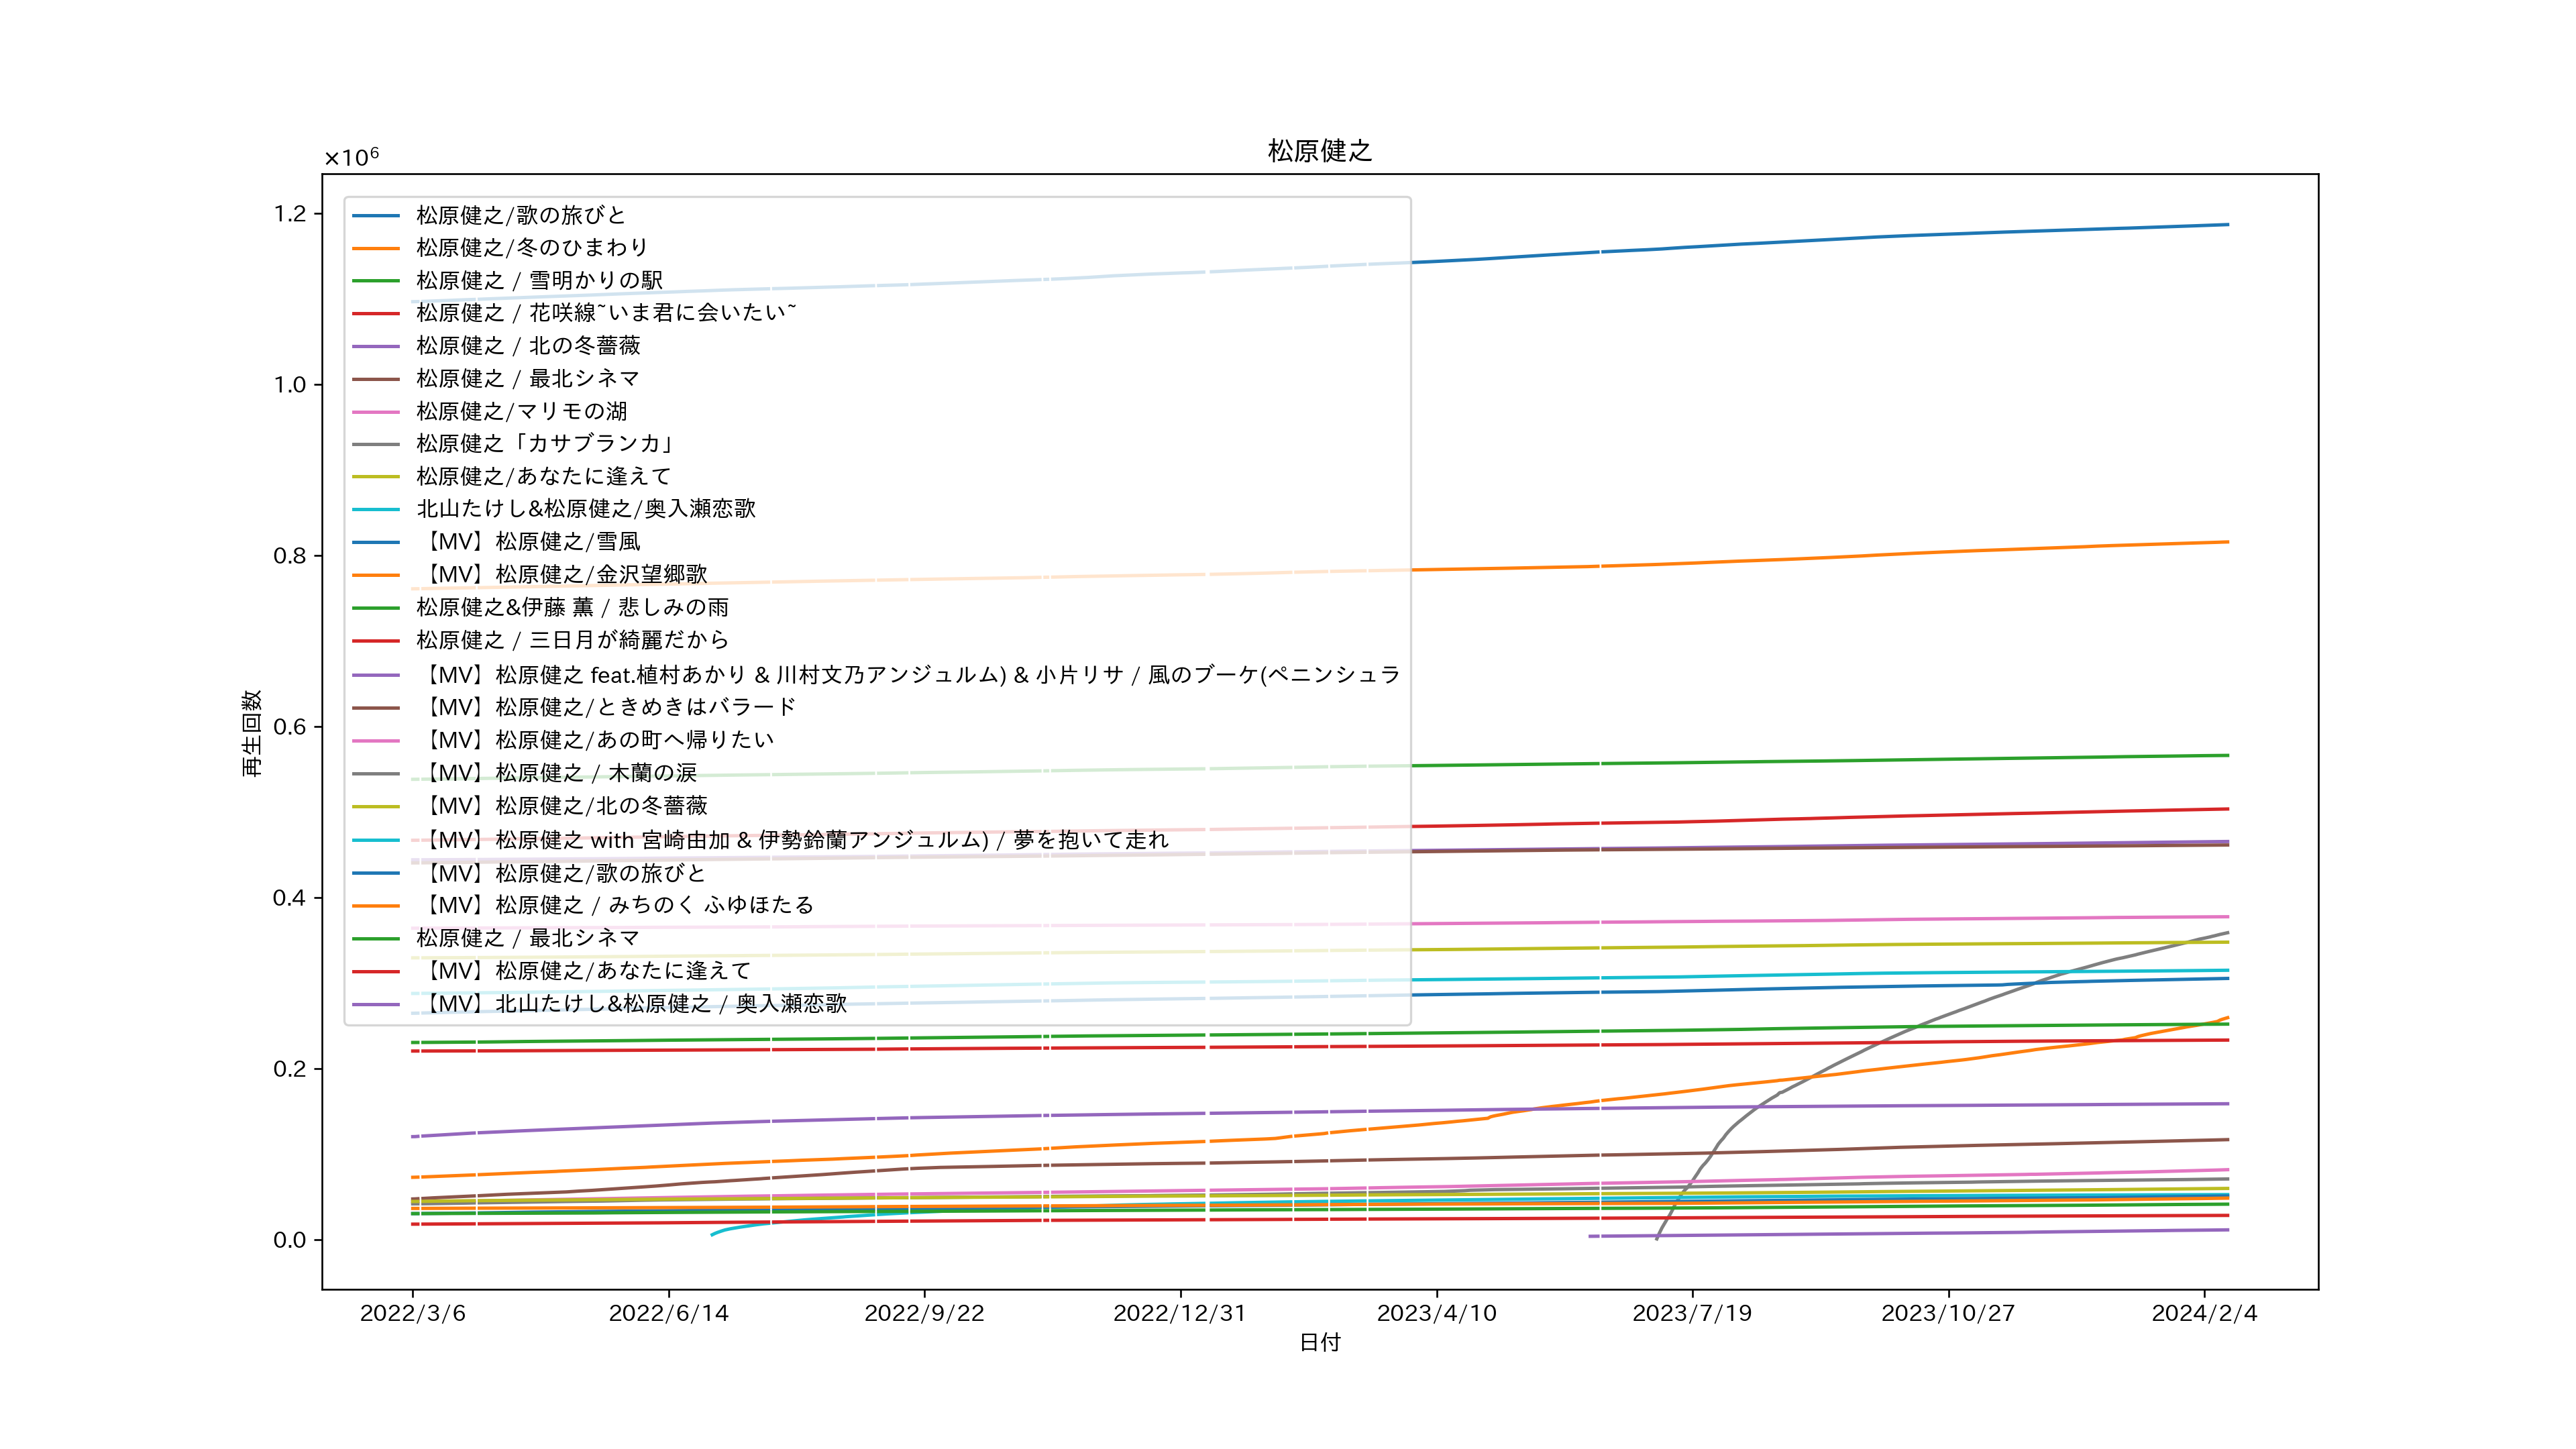 松原健之
×10⁶
1.2
1.0
0.8
0.6
0.4
0.2
0.0
再生回数
松原健之/歌の旅びと
松原健之/冬のひまわり
松原健之 / 雪明かりの駅
松原健之 / 花咲線~いま君に会いたい~
松原健之 / 北の冬薔薇
松原健之 / 最北シネマ
松原健之/マリモの湖
松原健之「カサブランカ」
松原健之/あなたに逢えて
北山たけし&松原健之/奥入瀬恋歌
【MV】松原健之/雪風
【MV】松原健之/金沢望郷歌
松原健之&伊藤 薫 / 悲しみの雨
松原健之 / 三日月が綺麗だから
【MV】松原健之 feat.植村あかり & 川村文乃アンジュルム) & 小片リサ / 風のブーケ(ペニンシュラ
【MV】松原健之/ときめきはバラード
【MV】松原健之/あの町へ帰りたい
【MV】松原健之 / 木蘭の涙
【MV】松原健之/北の冬薔薇
【MV】松原健之 with 宮崎由加 & 伊勢鈴蘭アンジュルム) / 夢を抱いて走れ
【MV】松原健之/歌の旅びと
【MV】松原健之 / みちのく ふゆほたる
松原健之 / 最北シネマ
【MV】松原健之/あなたに逢えて
【MV】北山たけし&松原健之 / 奥入瀬恋歌
2022/3/6 2022/6/14 2022/9/22 2022/12/31 2023/4/10 2023/7/19 2023/10/27 2024/2/4
日付